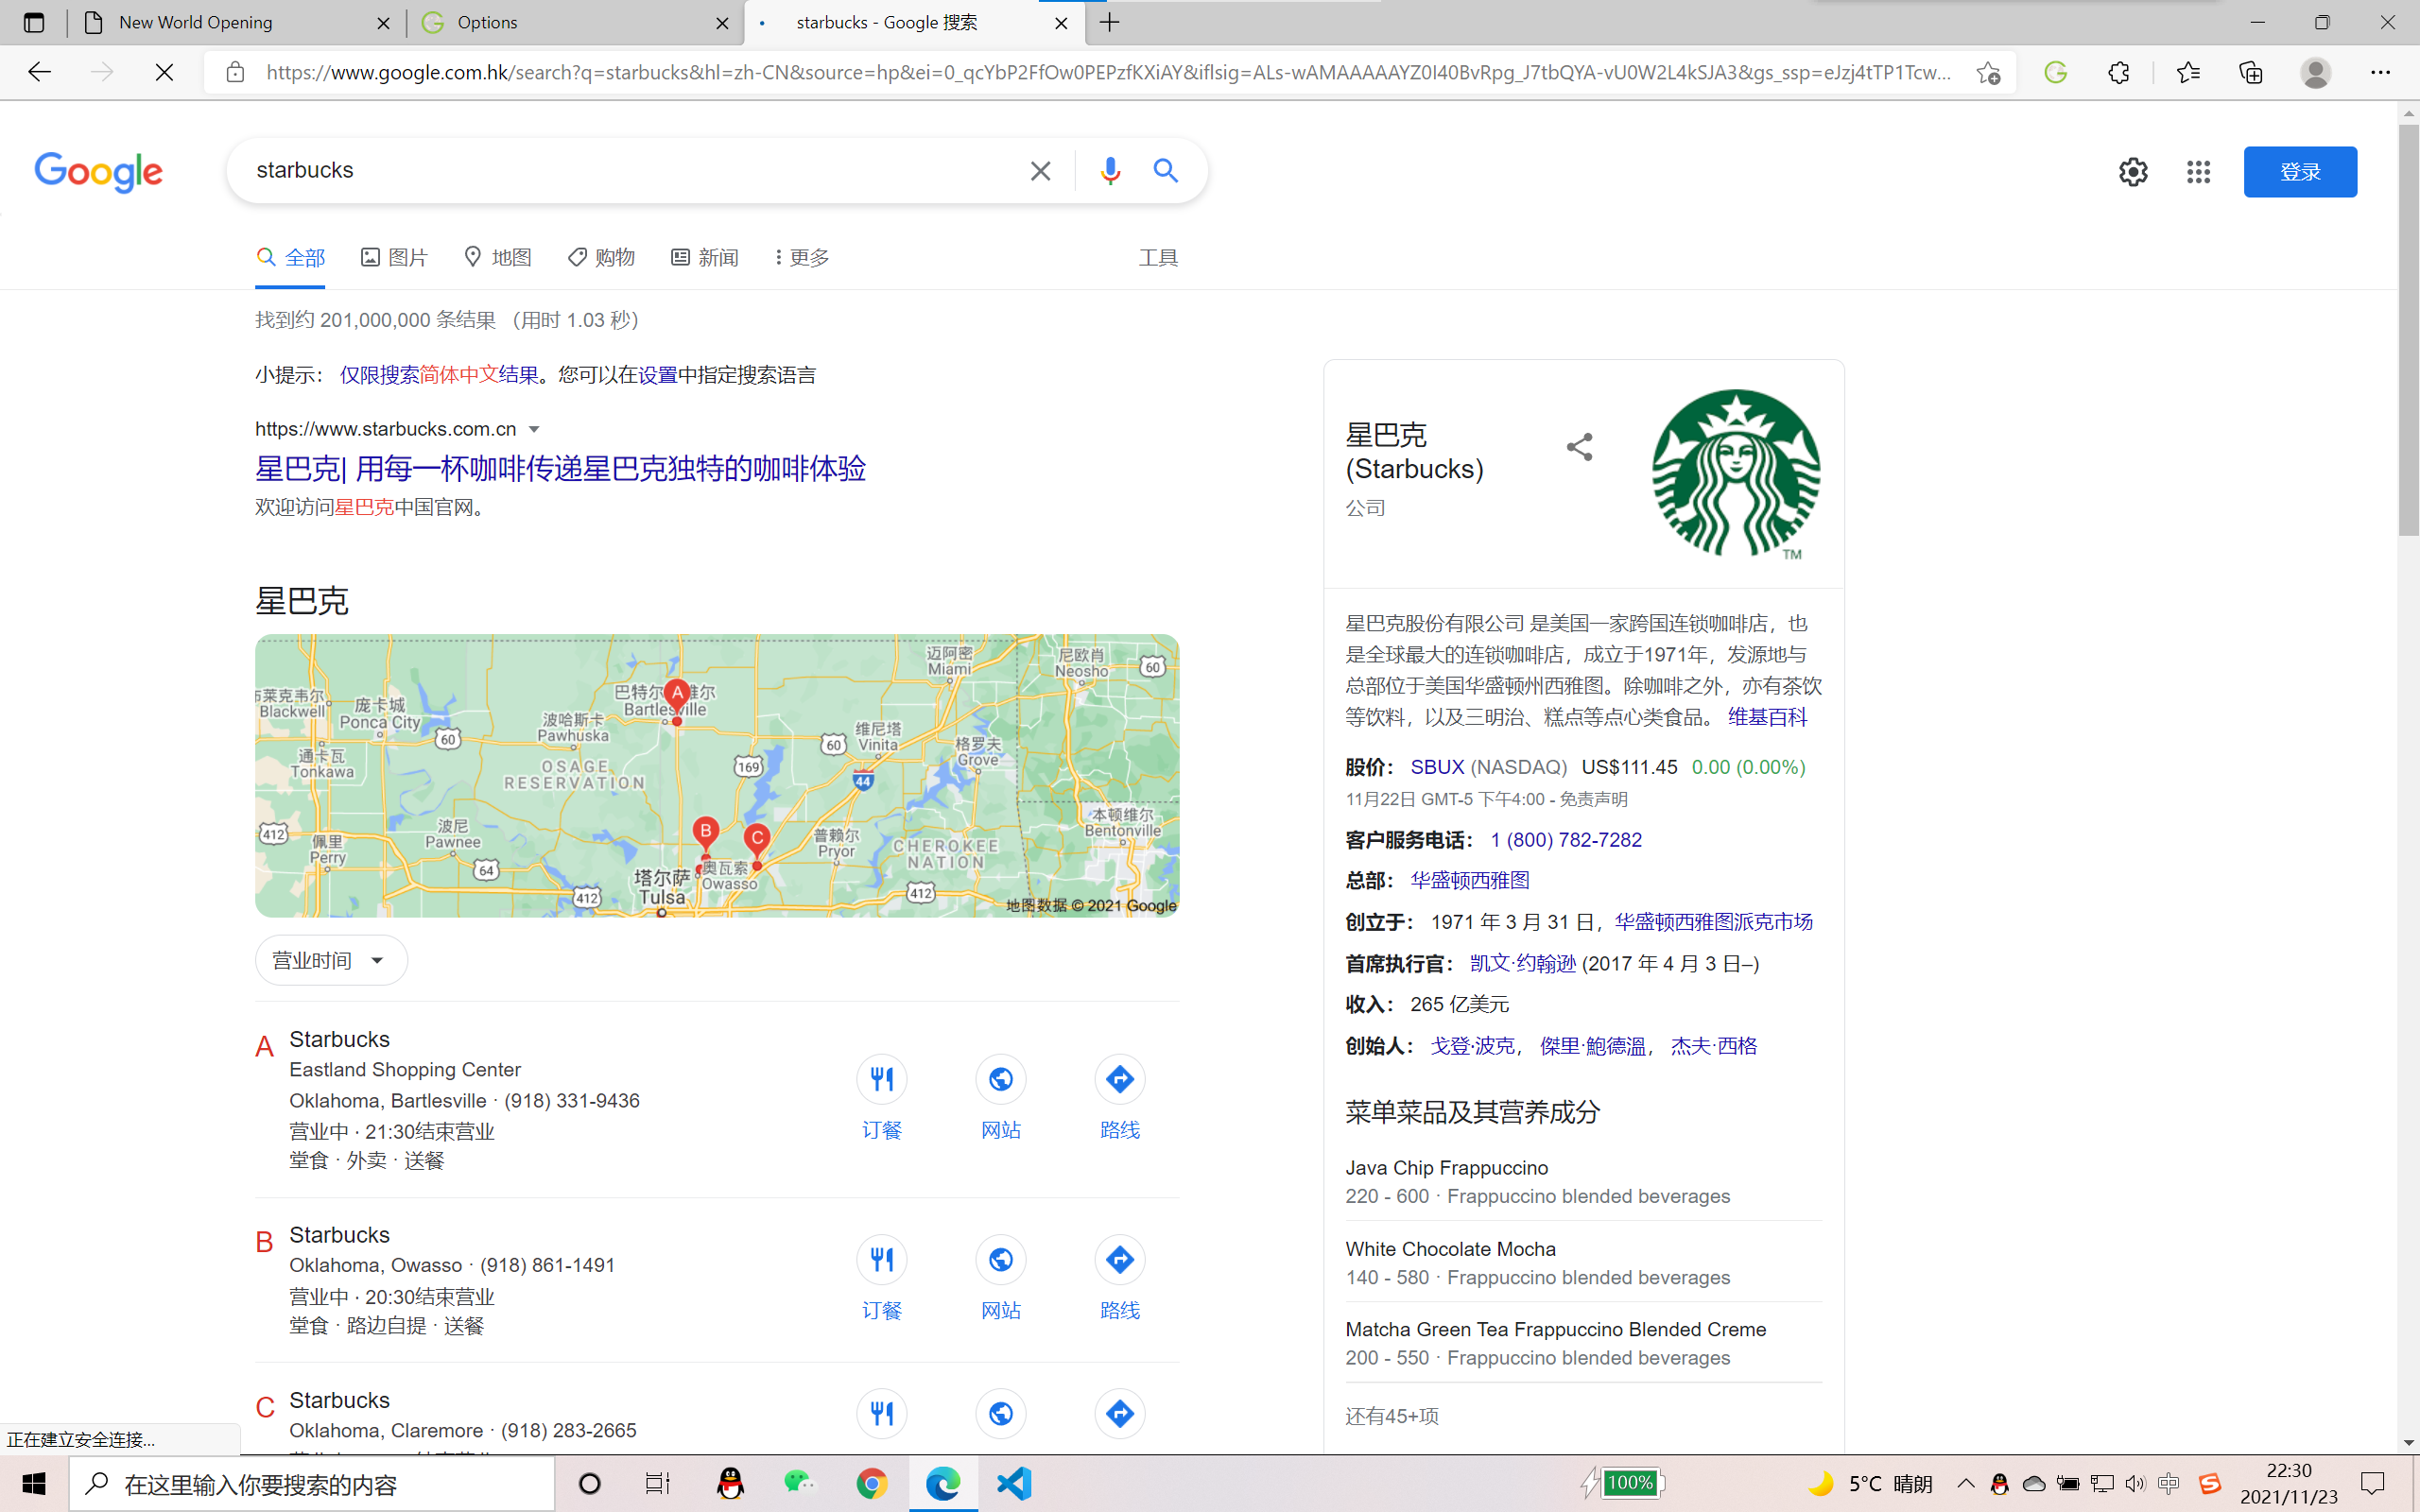 New World Opening
Options
starbucks - Google 搜索
https://www.google.com.hk/search?q=starbucks&hl=zh-CN&source=hp&ei=0_qcYbP2FfOw0PEPzfKXiAY&iflsig=ALs-wAMAAAAAYZ0I40BvRpg_J7tbQYA-vU0W2L4kSJA3&gs_ssp=eJzj4tTP1Tcw...
Google
starbucks
登录
全部
图片
地图
购物
新闻
更多
工具
找到约 201,000,000 条结果 （用时 1.03 秒）
小提示： 仅限搜索简体中文结果。您可以在设置中指定搜索语言
https://www.starbucks.com.cn
星巴克| 用每一杯咖啡传递星巴克独特的咖啡体验
欢迎访问星巴克中国官网。
星巴克
迈阿密
Miami
尼欧肖
Neosho
60
布莱克韦尔
Blackwell
庞卡城
Ponca City
巴特尔 维尔
Bartlesville
A
波哈斯卡
Pawhuska
维尼塔
Vinita
格罗夫
Grove
60
60
通卡瓦
Tonkawa
OSAGE
RESERVATION
169
44
412
佩里
Perry
波尼
Pawnee
B
C
普赖尔
Pryor
CHEROKEE
NATION
本顿维尔
Bentonville
64
412
塔尔萨
Tulsa
奥瓦索
Owasso
412
地图数据 © 2021 Google
营业时间
A
Starbucks
Eastland Shopping Center
Oklahoma, Bartlesville · (918) 331-9436
营业中 · 21:30结束营业
堂食 · 外卖 · 送餐
订餐
网站
路线
B
Starbucks
Oklahoma, Owasso · (918) 861-1491
营业中 · 20:30结束营业
堂食 · 路边自提 · 送餐
订餐
网站
路线
C
Starbucks
Oklahoma, Claremore · (918) 283-2665
星巴克
(Starbucks)
公司
TM
星巴克股份有限公司 是美国一家跨国连锁咖啡店，也
是全球最大的连锁咖啡店，成立于1971年，发源地与
总部位于美国华盛顿州西雅图。除咖啡之外，亦有茶饮
等饮料，以及三明治、糕点等点心类食品。 维基百科
股价： SBUX (NASDAQ) US$111.45 0.00 (0.00%)
11月22日 GMT-5 下午4:00 - 免责声明
客户服务电话： 1 (800) 782-7282
总部： 华盛顿西雅图
创立于： 1971 年 3 月 31 日，华盛顿西雅图派克市场
首席执行官： 凯文·约翰逊 (2017 年 4 月 3 日–)
收入： 265 亿美元
创始人： 戈登·波克， 傑里·鮑德溫， 杰夫·西格
菜单菜品及其营养成分
Java Chip Frappuccino
220 - 600 · Frappuccino blended beverages
White Chocolate Mocha
140 - 580 · Frappuccino blended beverages
Matcha Green Tea Frappuccino Blended Creme
200 - 550 · Frappuccino blended beverages
还有45+项
正在建立安全连接...
在这里输入你要搜索的内容
100%
5°C 晴朗
中
22:30
2021/11/23